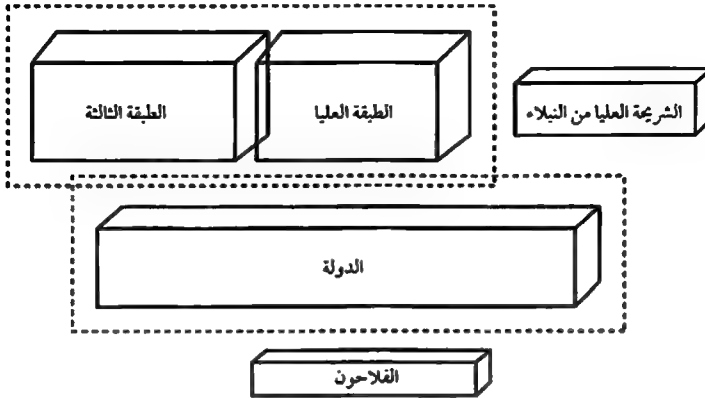 الشريحة العليا من النبلاء
الطبقة العليا
الطبقة الثالثة
الدولة
الفلاحون